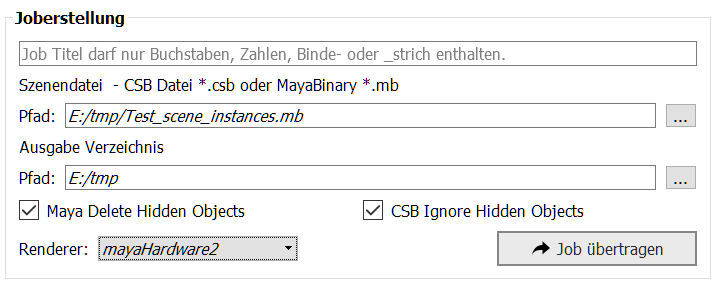 Joberstellung
Job Titel darf nur Buchstaben, Zahlen, Binde- oder _strich enthalten.
Szenendatei - CSB Datei *.csb oder MayaBinary *.mb
Pfad: E:/tmp/Test_scene_instances.mb ...
Ausgabe Verzeichnis
Pfad: E:/tmp ...
Maya Delete Hidden Objects CSB Ignore Hidden Objects
Renderer: mayaHardware2 Job übertragen